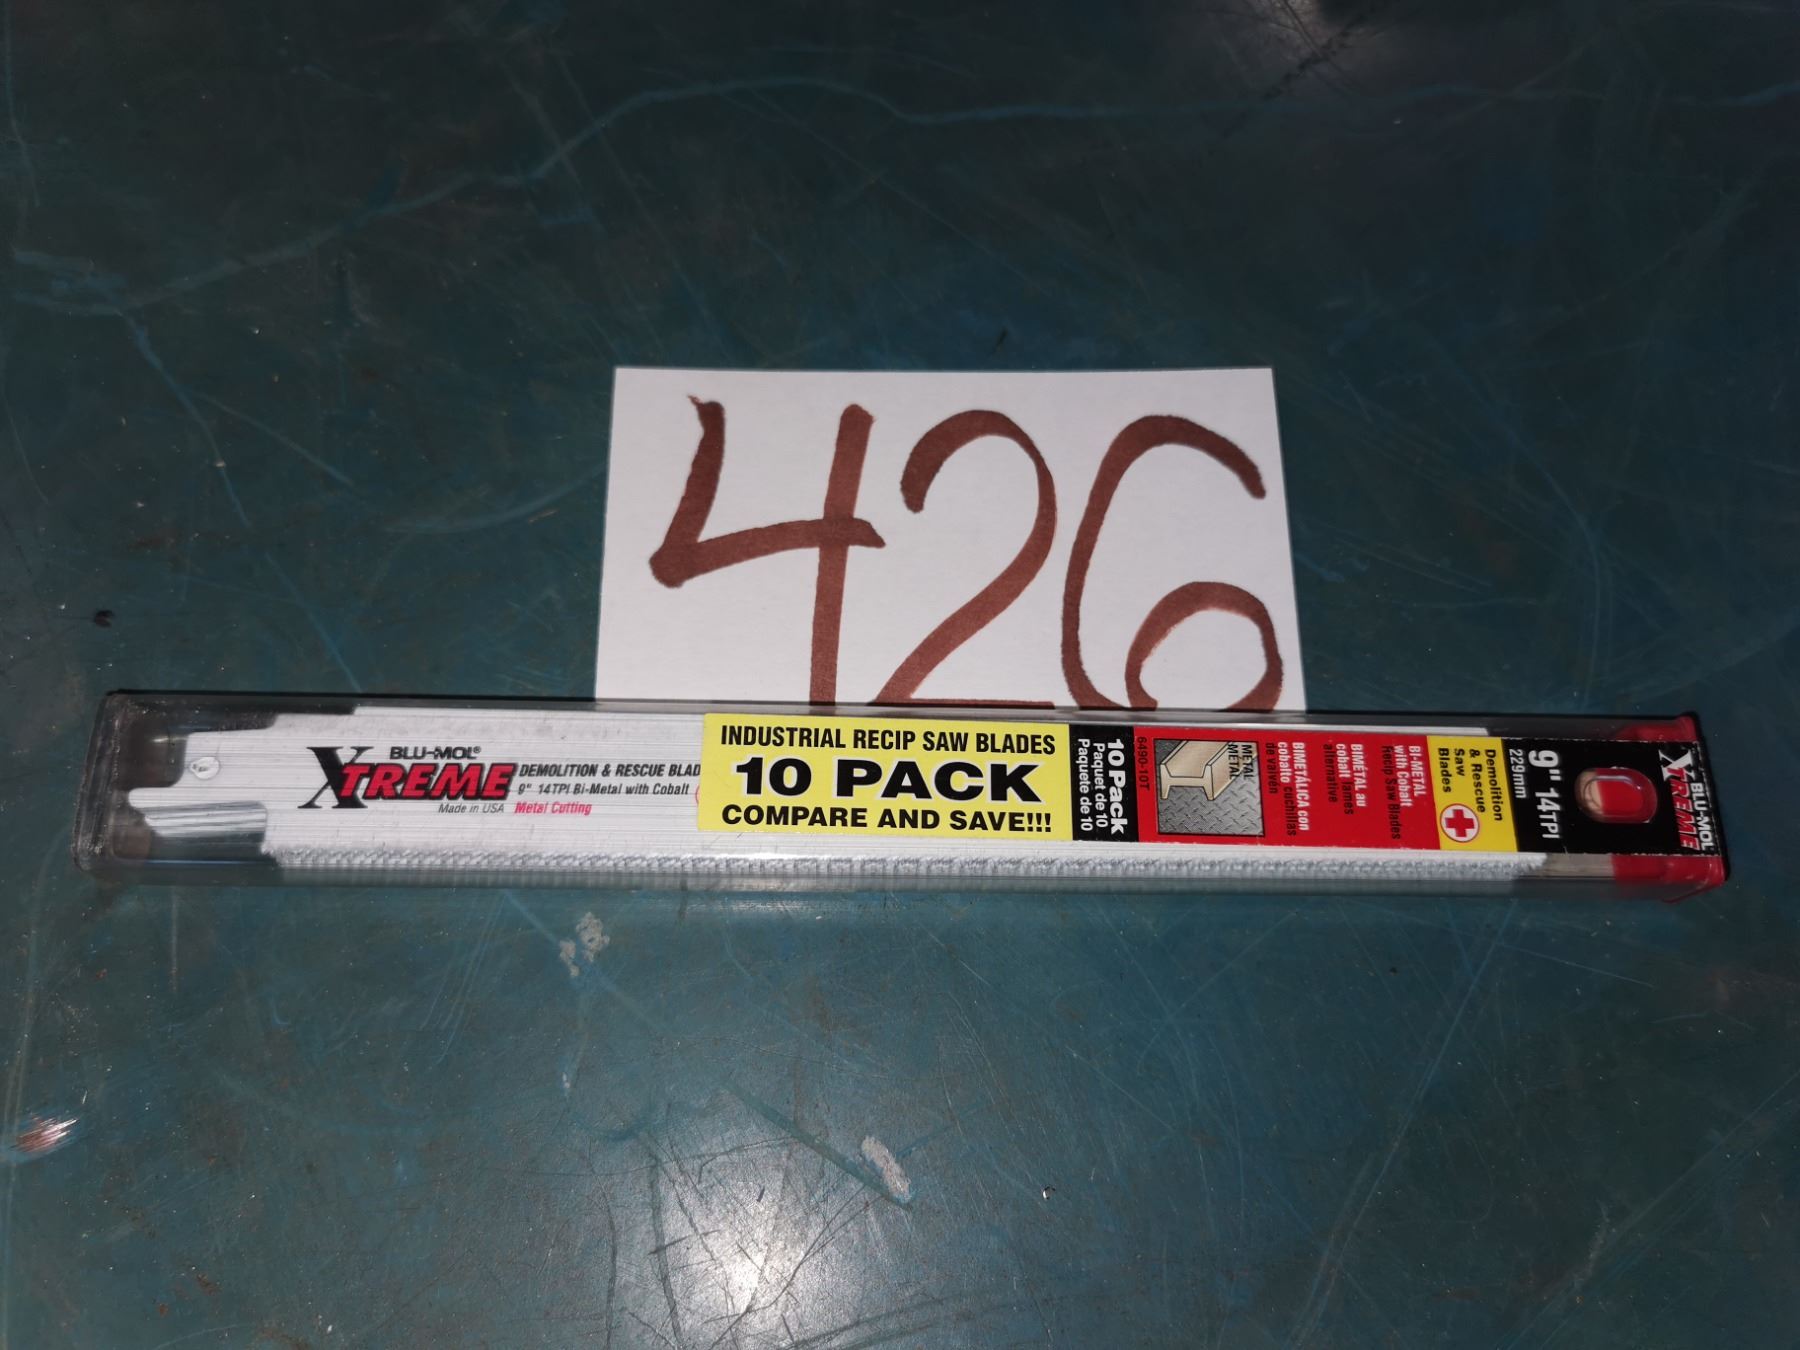 426
BLU-MOL®
XTREME
DEMOLITION & RESCUE BLAD
9" 14TPI Bi-Metal with Cobalt
Made in USA Metal Cutting
INDUSTRIAL RECIP SAW BLADES
10 PACK
COMPARE AND SAVE!!!
10 Pack
Paquet de 10
Paquete de 10
6490-10T
METAL
METAL
BI-METAL
with Cobalt
Recip Saw Blades
BIMÉTAL au
cobalt lames
alternative
BIMETÁLICA con
cobalto cuchillas
de vaivén
Demolition
& Rescue
Saw
Blades
9" 14TPI
229mm
BLU-MOL
XTREME